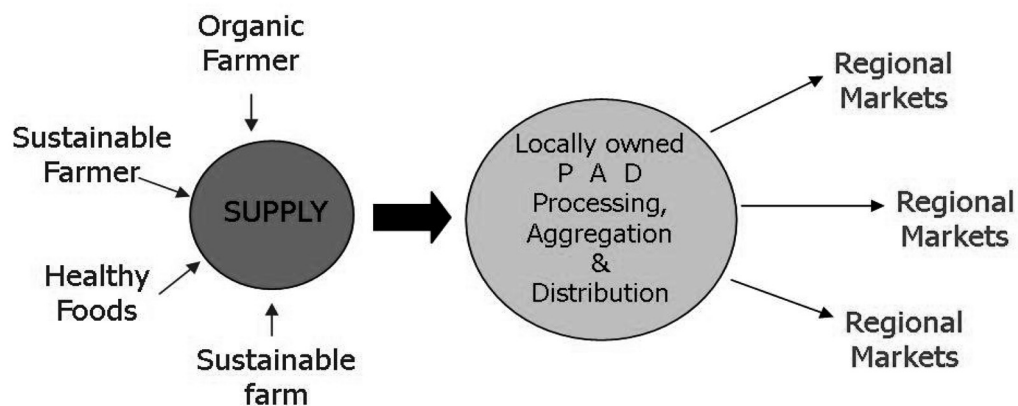 Organic
Farmer
Sustainable
Farmer
SUPPLY
Healthy
Foods
Sustainable
farm
Locally owned
P A D
Processing,
Aggregation
&
Distribution
Regional
Markets
Regional
Markets
Regional
Markets